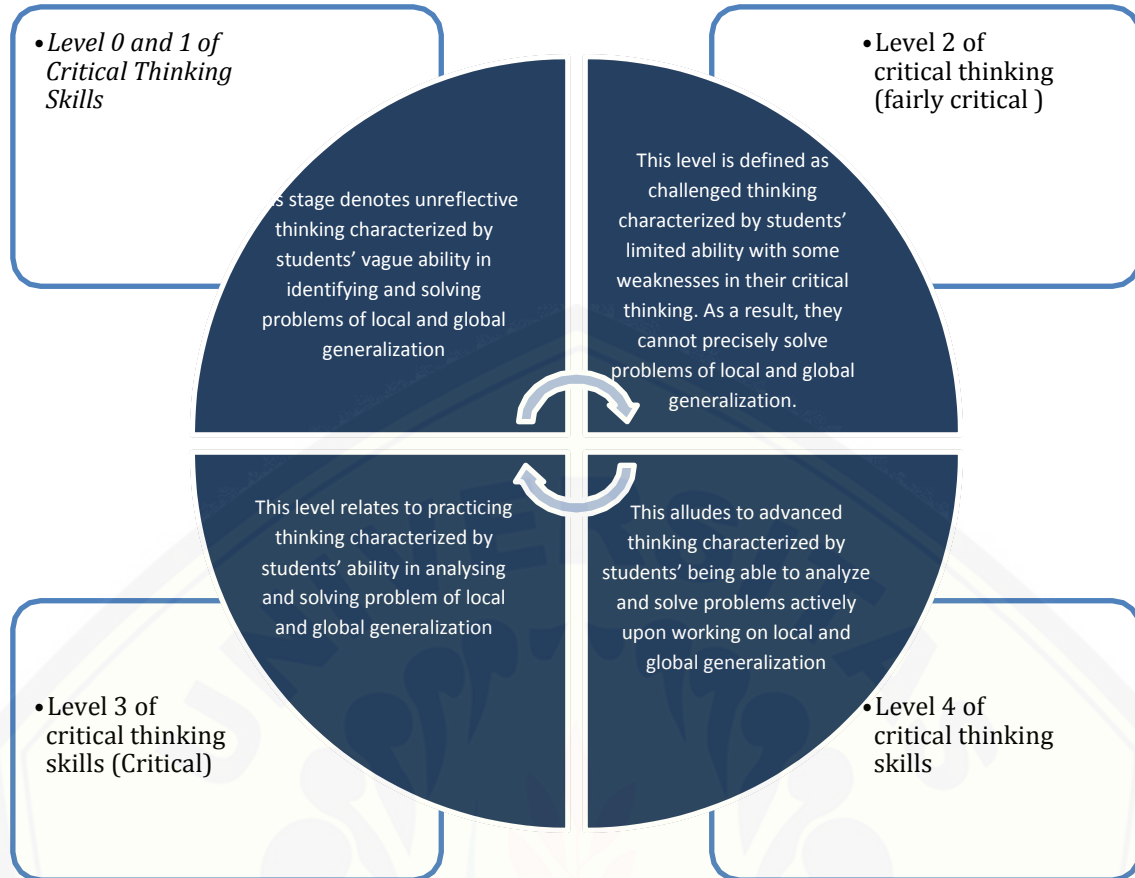 •Level 0 and 1 of
Critical Thinking
Skills
s stage denotes unreflective
thinking characterized by
students’ vague ability in
identifying and solving
problems of local and global
generalization
•Level 2 of
critical thinking
(fairly critical )
This level is defined as
challenged thinking
characterized by students’
limited ability with some
weaknesses in their critical
thinking. As a result, they
cannot precisely solve
problems of local and global
generalization.
This level relates to practicing
thinking characterized by
students’ ability in analysing
and solving problem of local
and global generalization
•Level 3 of
critical thinking
skills (Critical)
This alludes to advanced
thinking characterized by
students’ being able to analyze
and solve problems actively
upon working on local and
global generalization
•Level 4 of
critical thinking
skills
UNIVERSITAS